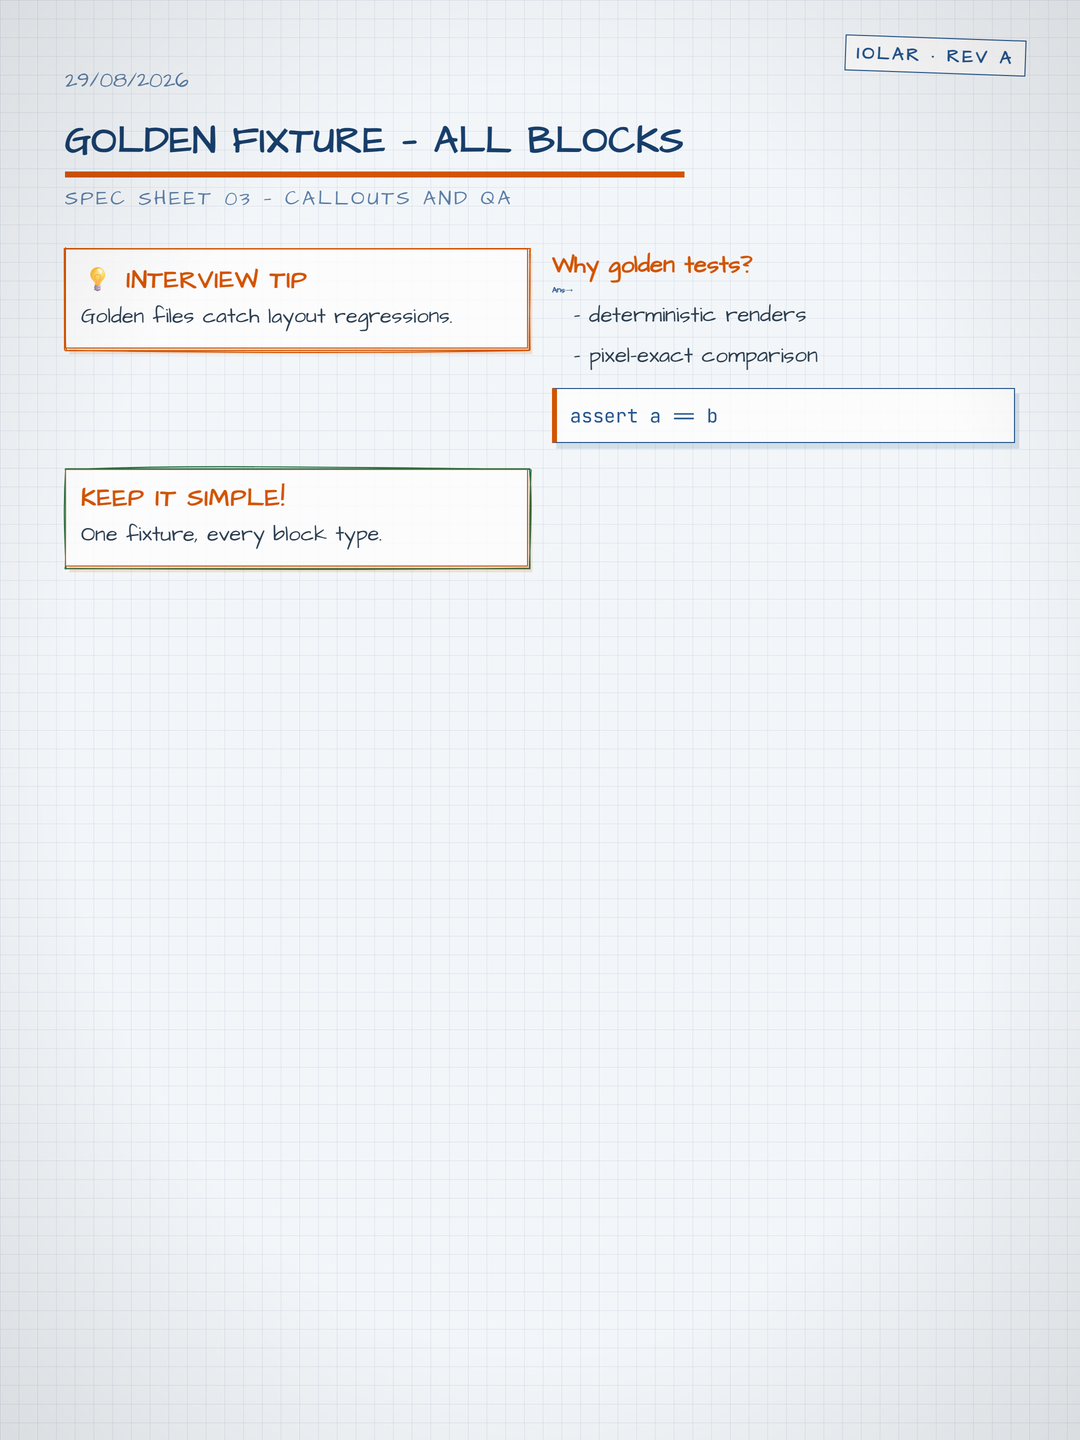 IOLAR · REV A
29/08/2026
GOLDEN FIXTURE - ALL BLOCKS
SPEC SHEET 03 - CALLOUTS AND QA
INTERVIEW TIP
Golden files catch layout regressions.
Why golden tests?
Ans→
- deterministic renders
- pixel-exact comparison
assert a == b
KEEP IT SIMPLE!
One fixture, every block type.